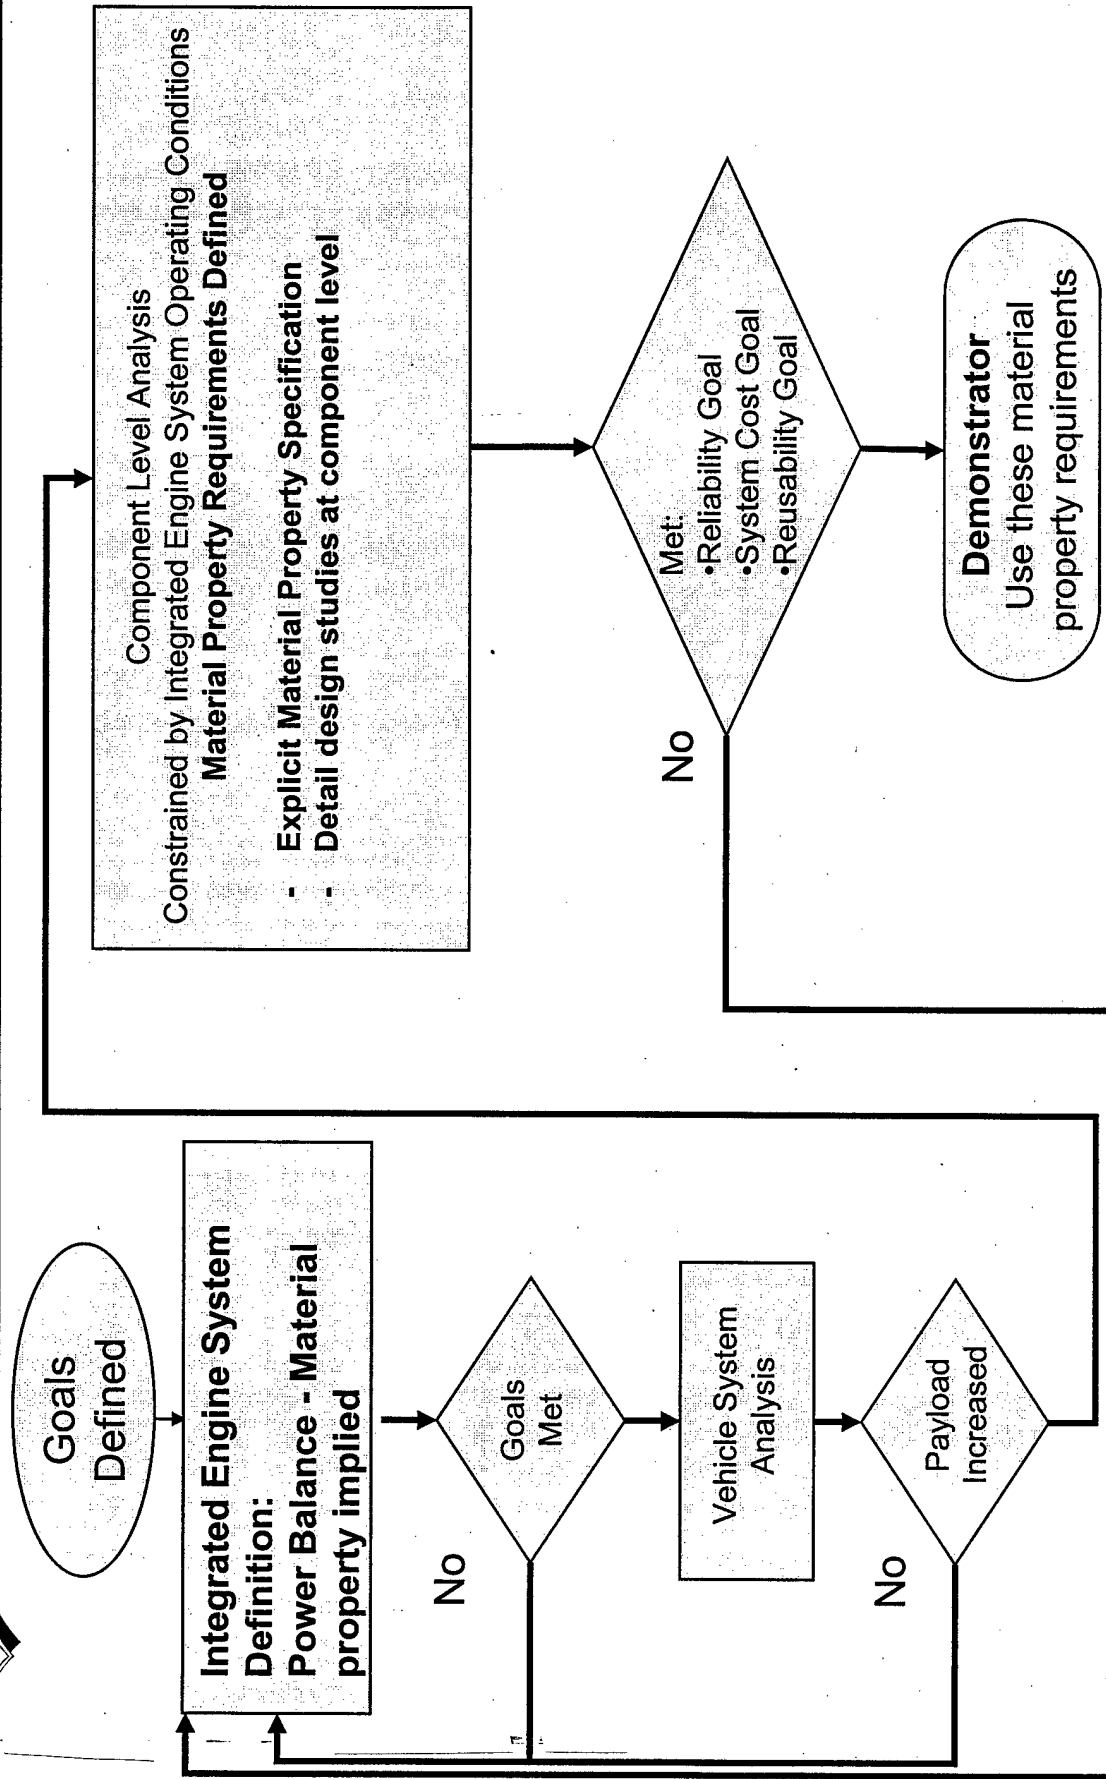 Goals
Defined
Integrated Engine System
Definition:
Power Balance - Material
property implied
No
Goals
Met
Vehicle System
Analysis
No
Payload
Increased
Component Level Analysis
Constrained by Integrated Engine System Operating Conditions
Material Property Requirements Defined
- Explicit Material Property Specification
- Detail design studies at component level
No
Met:
•Reliability Goal
•System Cost Goal
•Reusability Goal
Demonstrator
Use these material
property requirements